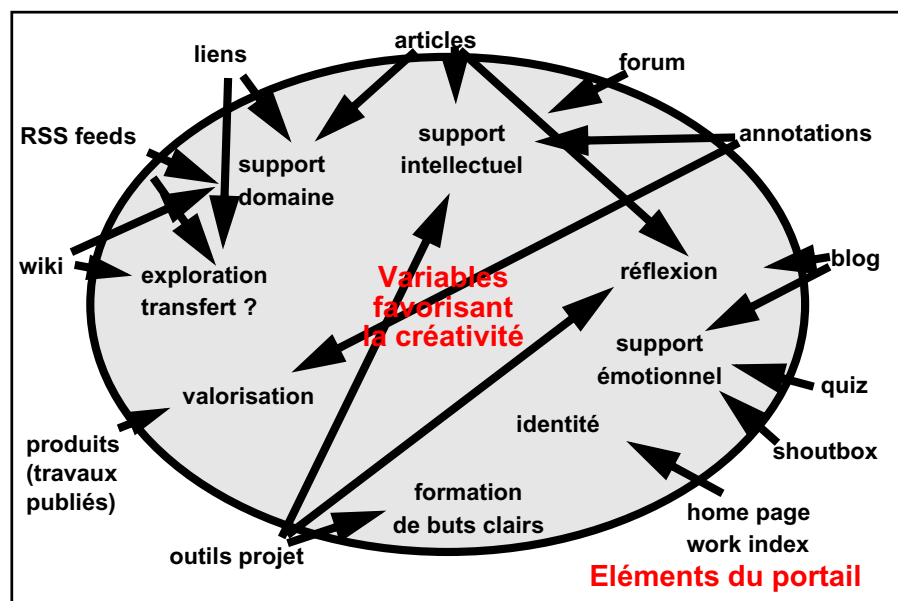 articles
liens
forum
RSS feeds
annotations
support
intellectuel
support
domaine
wiki
blog
exploration
transfert ?
réflexion
Variables
favorisant
la créativité
support
émotionnel
valorisation
quiz
identité
produits
(travaux
publiés)
shoutbox
formation
de buts clairs
home page
work index
outils projet
Eléments du portail